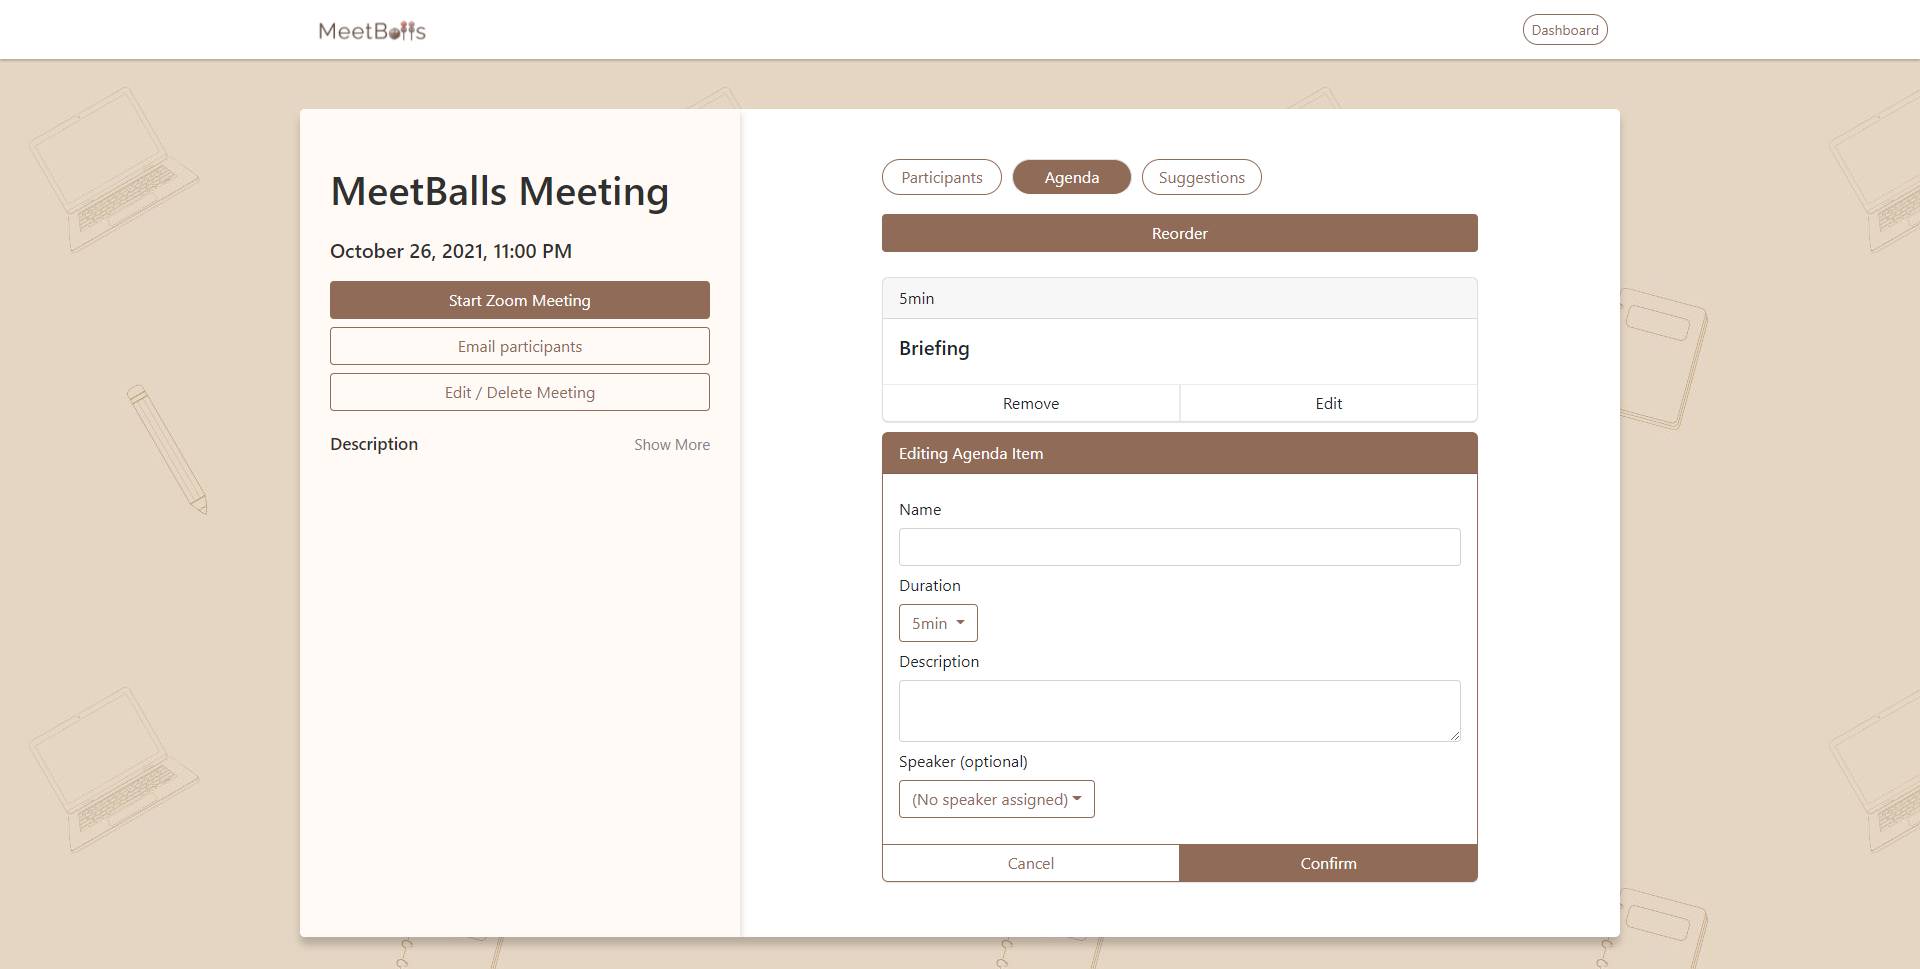 MeetBalls
Dashboard
MeetBalls Meeting
October 26, 2021, 11:00 PM
Start Zoom Meeting
Email participants
Edit / Delete Meeting
Description
Show More
Participants
Agenda
Suggestions
Reorder
5min
Briefing
Remove
Edit
Editing Agenda Item
Name
Duration
5min
Description
Speaker (optional)
(No speaker assigned)
Cancel
Confirm